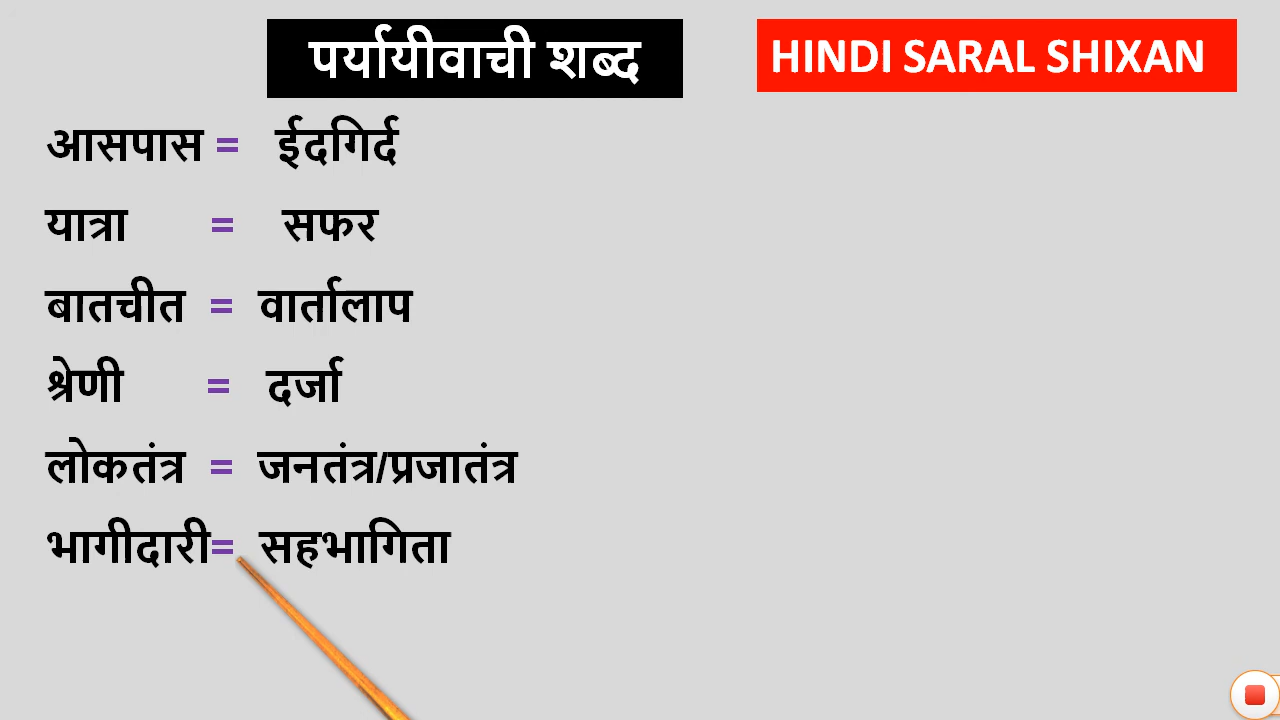 पर्यायीवाची शब्द
HINDI SARAL SHIXAN
आसपास = ईदगिर्द
यात्रा = सफर
बातचीत = वार्तालाप
श्रेणी = दर्जा
लोकतंत्र = जनतंत्र/प्रजातंत्र
भागीदारी= सहभागिता